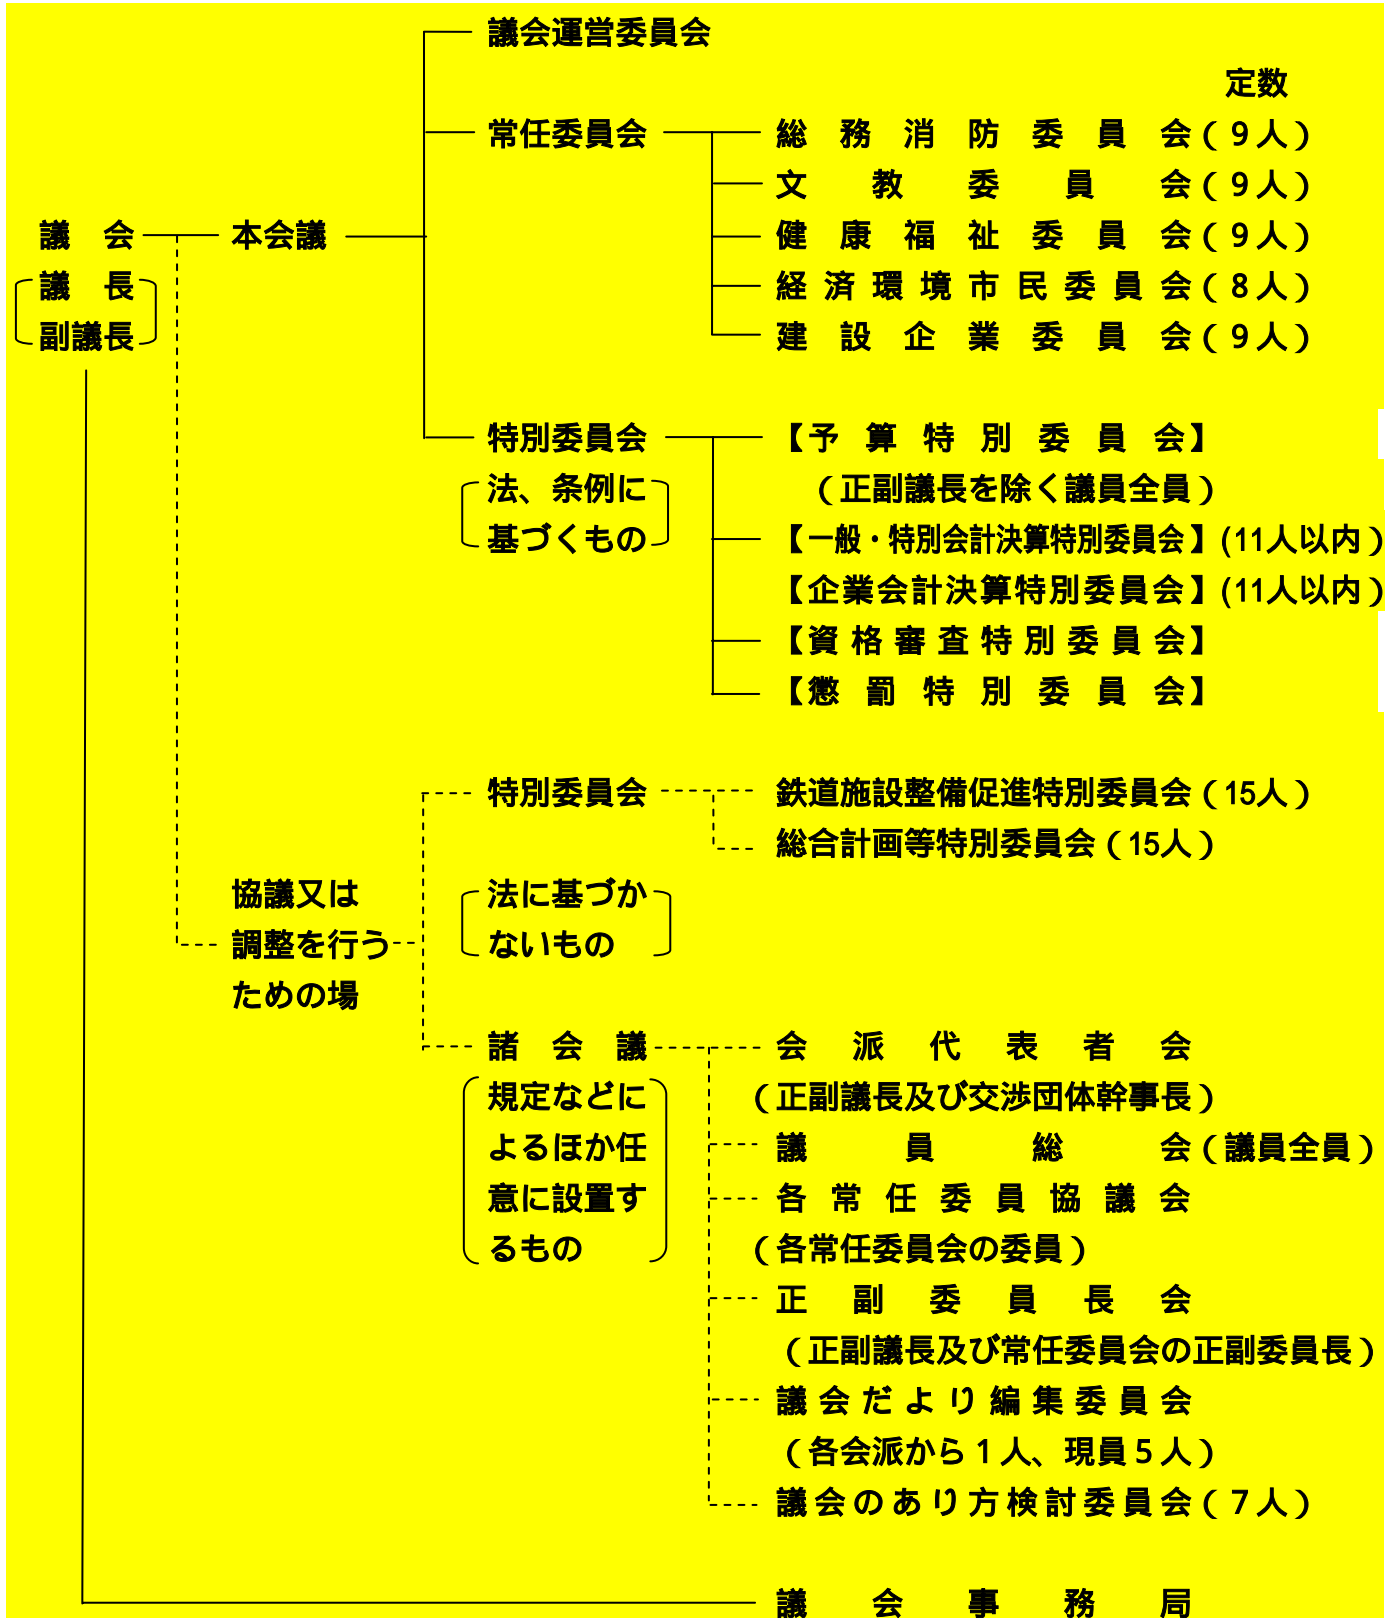 議会運営委員会
定数
常任委員会 総務消防委員会(9人)
文教委員会(9人)
議会 本会議 健康福祉委員会(9人)
議長 経済環境市民委員会(8人)
副議長 建設企業委員会(9人)
特別委員会 【予算特別委員会】
法、条例に (正副議長を除く議員全員)
基づくもの 【一般・特別会計決算特別委員会】(11人以内)
【企業会計決算特別委員会】(11人以内)
【資格審査特別委員会】
【懲罰特別委員会】
特別委員会 鉄道施設整備促進特別委員会(15人)
総合計画等特別委員会(15人)
協議又は 法に基づか
調整を行う ないもの
ための場
諸会議 会派代表者会
規定などに (正副議長及び交渉団体幹事長)
よるほか任 議員総会(議員全員)
意に設置す 各常任委員協議会
るもの (各常任委員会の委員)
正副委員長会
(正副議長及び常任委員会の正副委員長)
議会だより編集委員会
(各会派から1人、現員5人)
議会のあり方検討委員会(7人)
議会事務局